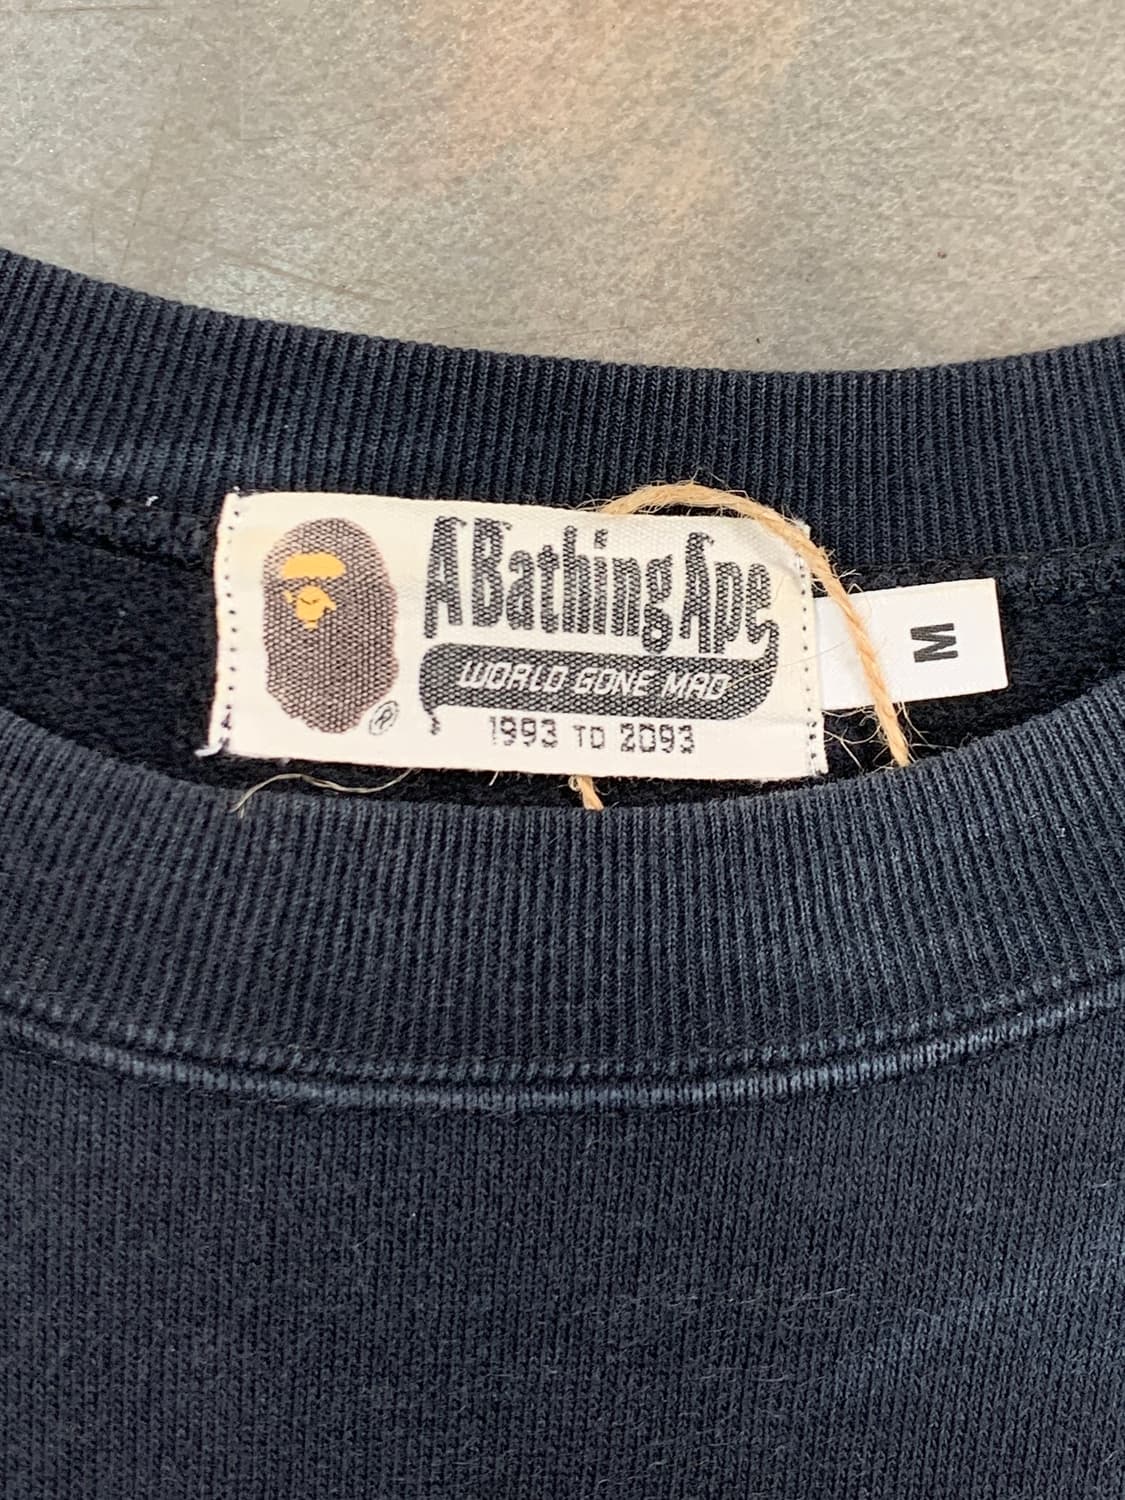 A Bathing Ape
WORLD GONE MAD
1993 TO 2093
®
M